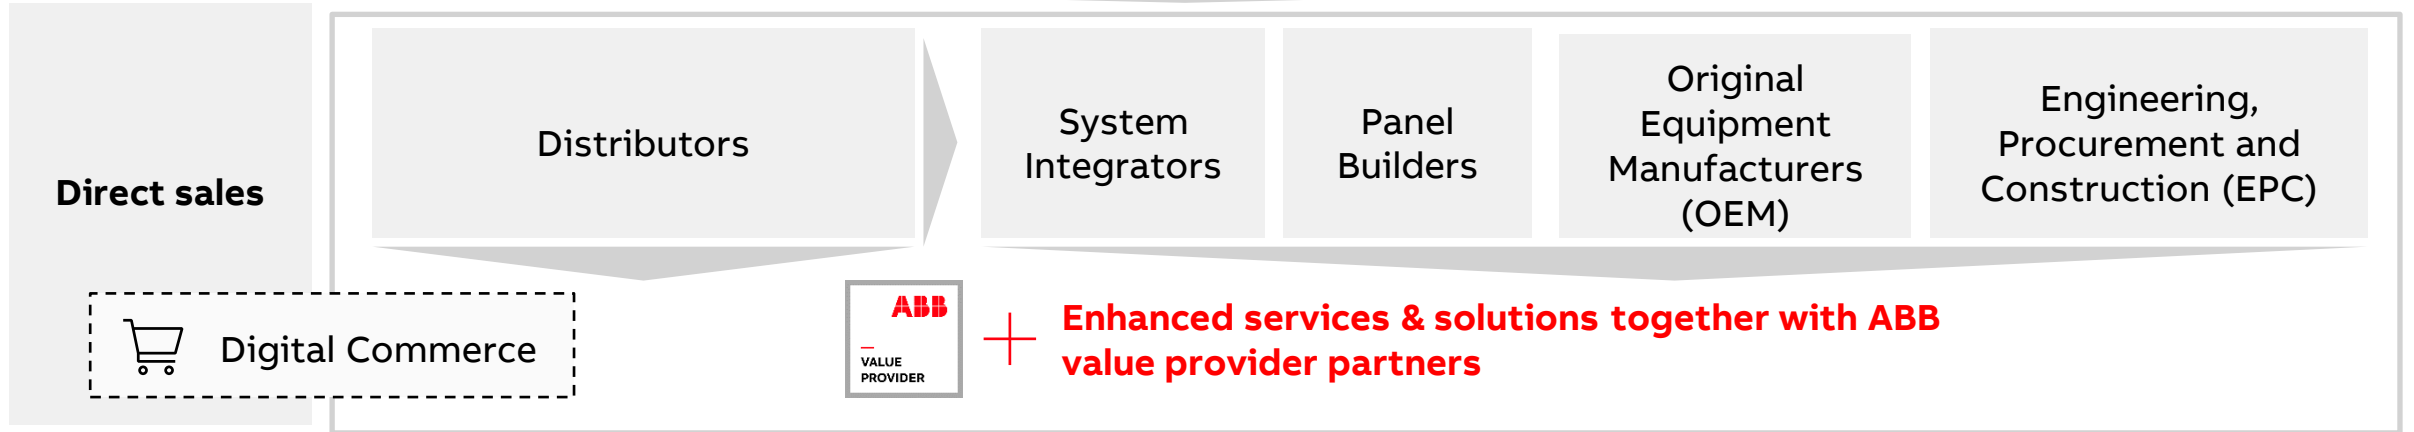 Direct sales
Distributors
System
Integrators
Panel
Builders
Original
Equipment
Manufacturers
(OEM)
Engineering,
Procurement and
Construction (EPC)
Digital Commerce
ABB
VALUE
PROVIDER
Enhanced services & solutions together with ABB
value provider partners